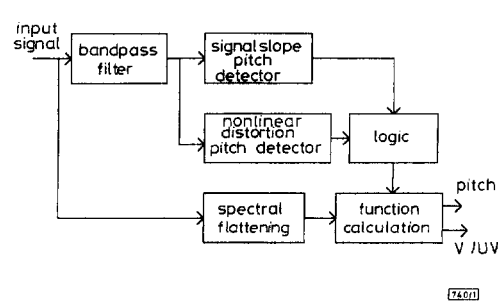 input
signal
bandpass
filter
signal slope
pitch
detector
nonlinear
distortion
pitch detector
logic
spectral
flattening
function
calculation
pitch
V /UV
740/1